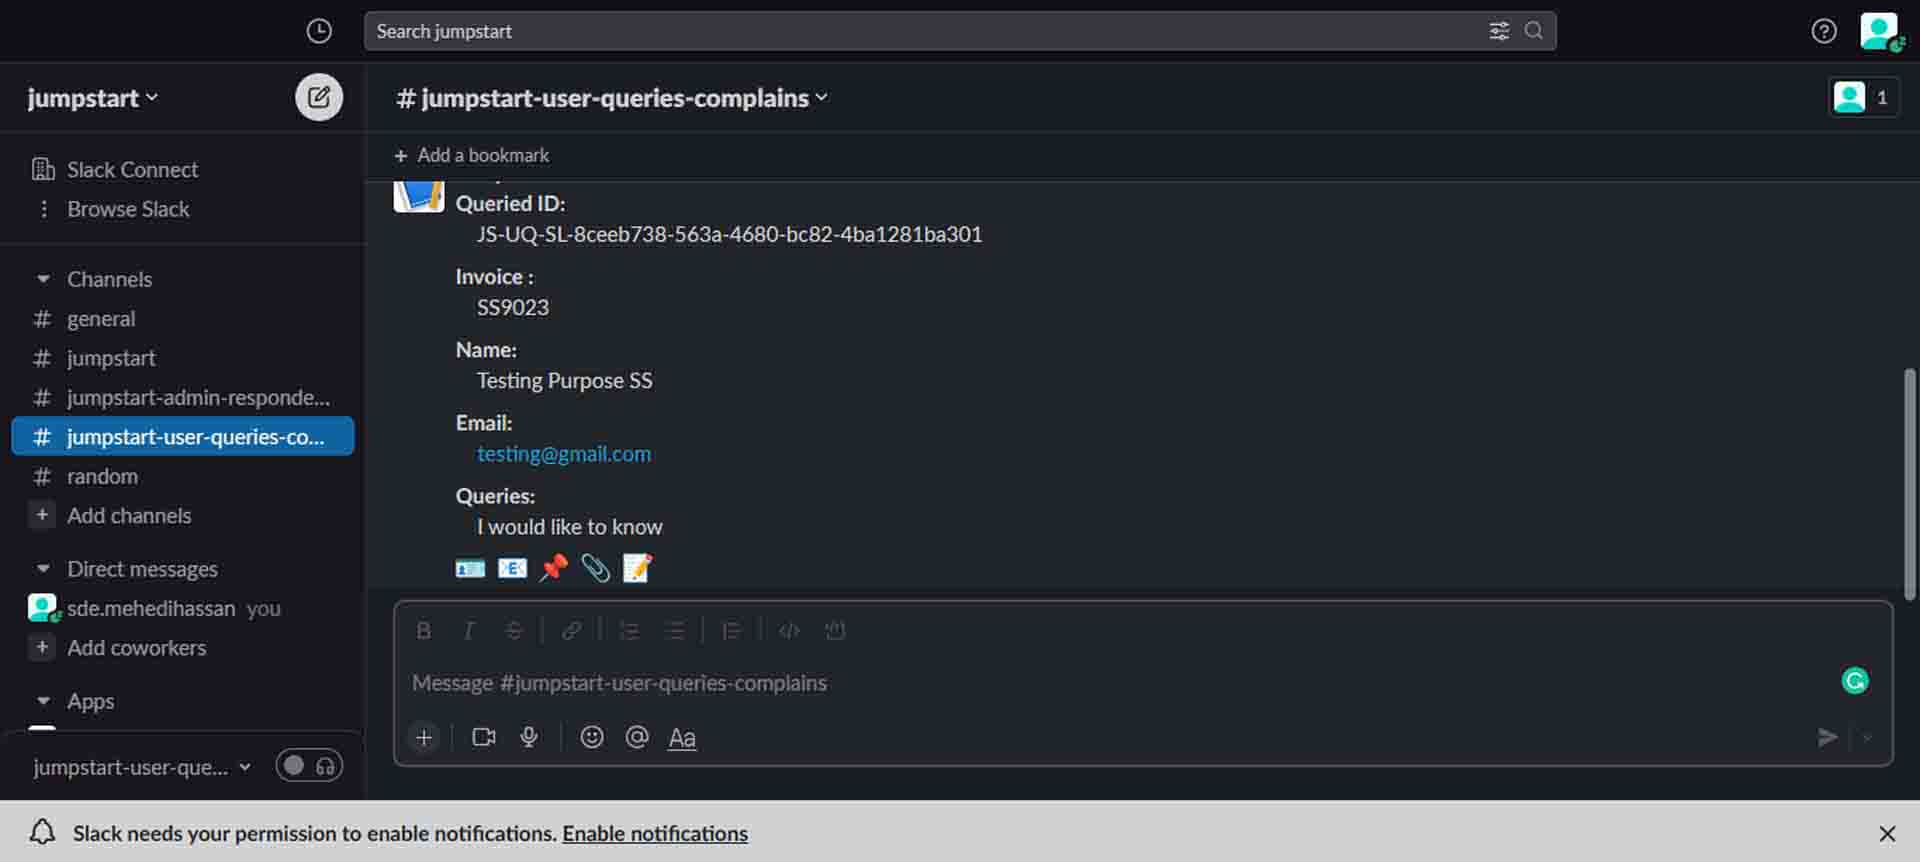 Search jumpstart
jumpstart
# jumpstart-user-queries-complains
1
+ Add a bookmark
Slack Connect
Browse Slack
Channels
# general
# jumpstart
# jumpstart-admin-responde...
# jumpstart-user-queries-co...
# random
+ Add channels
Direct messages
sde.mehedihassan you
+ Add coworkers
Apps
jumpstart-user-que...
Queried ID:
JS-UQ-SL-8ceeb738-563a-4680-bc82-4ba1281ba301
Invoice :
SS9023
Name:
Testing Purpose SS
Email:
testing@gmail.com
Queries:
I would like to know
Message #jumpstart-user-queries-complains
Aa
Slack needs your permission to enable notifications. Enable notifications